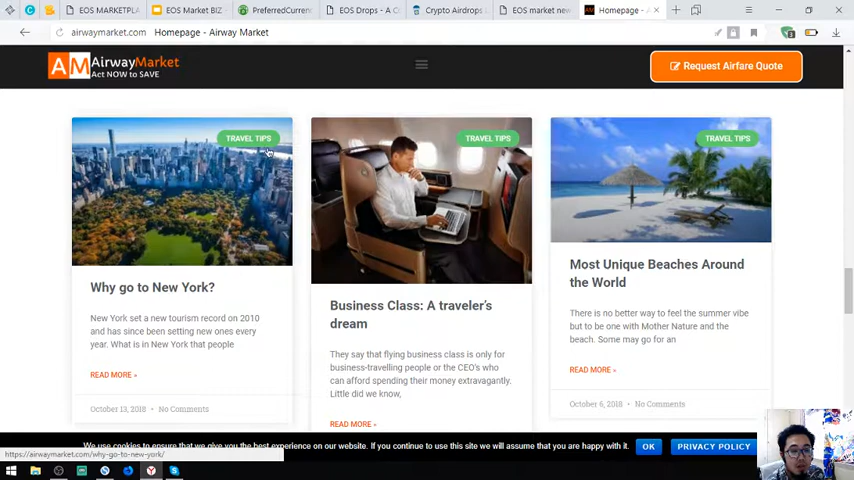 EOS MARKETPLA
EOS Market BIZ
PreferredCurren
EOS Drops - A C
Crypto Airdrops
EOS market new
Homepage - A
airwaymarket.com Homepage - Airway Market
AM AirwayMarket
Act NOW to SAVE
Request Airfare Quote
TRAVEL TIPS
TRAVEL TIPS
TRAVEL TIPS
Why go to New York?
New York set a new tourism record on 2010
and has since been setting new ones every
year. What is in New York that people
READ MORE »
October 13, 2018 • No Comments
Business Class: A traveler's
dream
They say that flying business class is only for
business-travelling people or the CEO's who
can afford spending their money extravagantly.
Little did we know,
READ MORE »
Most Unique Beaches Around
the World
There is no better way to feel the summer vibe
but to be one with Mother Nature and the
beach. Some may go for an
READ MORE »
October 6, 2018 • No Comments
We use cookies to ensure that we give you the best experience on our website. If you continue to use this site we will assume that you are happy with it.
OK
PRIVACY POLICY
https://airwaymarket.com/why-go-to-new-york/